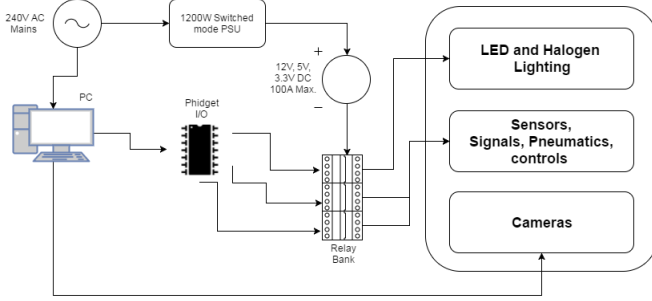 240V AC
Mains
1200W Switched
mode PSU
+
12V, 5V,
3.3V DC
100A Max.
–
PC
Phidget
I/O
Relay
Bank
LED and Halogen
Lighting
Sensors,
Signals, Pneumatics,
controls
Cameras